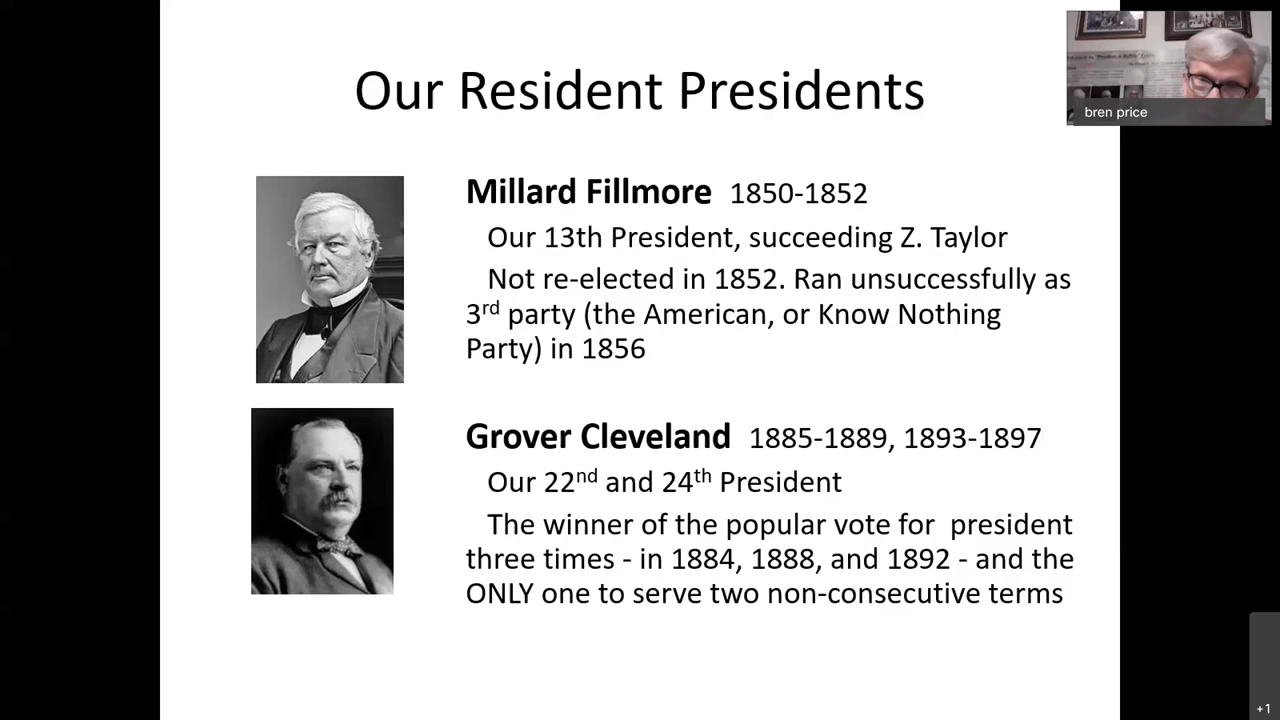 Our Resident Presidents
bren price
Millard Fillmore 1850-1852
Our 13th President, succeeding Z. Taylor
Not re-elected in 1852. Ran unsuccessfully as
3rd party (the American, or Know Nothing
Party) in 1856
Grover Cleveland 1885-1889, 1893-1897
Our 22nd and 24th President
The winner of the popular vote for president
three times - in 1884, 1888, and 1892 - and the
ONLY one to serve two non-consecutive terms
+1